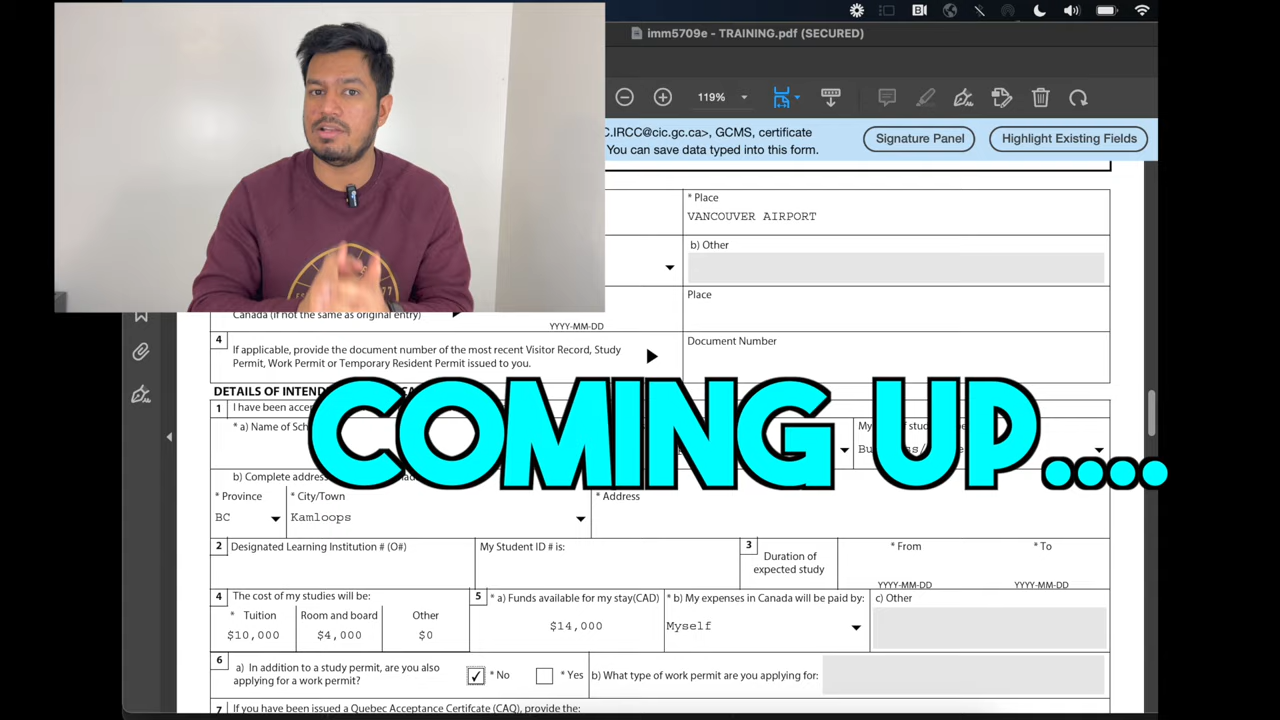 imm5709e - TRAINING.pdf (SECURED)
119%
C.IRCC@cic.gc.ca>, GCMS, certificate
You can save data typed into this form.
Signature Panel
Highlight Existing Fields
* Place
VANCOUVER AIRPORT
b) Other
Canada (if not the same as original entry)
YYYY-MM-DD
Place
4
If applicable, provide the document number of the most recent Visitor Record, Study
Permit, Work Permit or Temporary Resident Permit issued to you.
Document Number
DETAILS OF
1
I have been
* a) Name of
My
COMING UP....
b) Complete
* Province
BC
* City/Town
Kamloops
* Address
2
Designated Learning Institution # (O#)
My Student ID # is:
3
Duration of
expected study
* From
YYYY-MM-DD
* To
YYYY-MM-DD
4
The cost of my studies will be:
* Tuition
$10,000
Room and board
$4,000
Other
$0
5
* a) Funds available for my stay(CAD)
$14,000
* b) My expenses in Canada will be paid by:
Myself
c) Other
6
a) In addition to a study permit, are you also
applying for a work permit?
* No
* Yes
b) What type of work permit are you applying for:
7
If you have been issued a Quebec Acceptance Certifcate (CAQ), provide the: